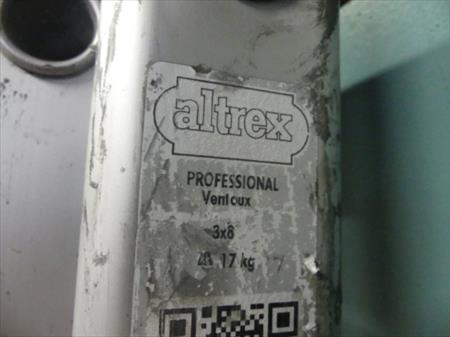 altrex
PROFESSIONAL
Ventoux
3x8
17 kg